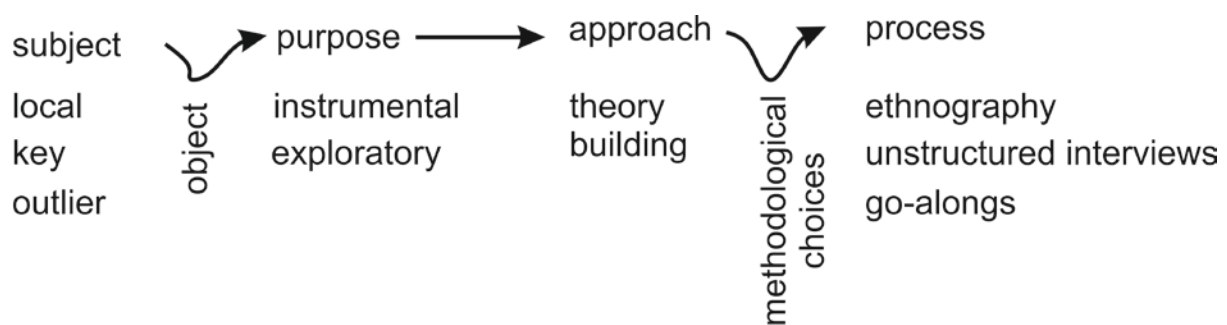 subject
local
key
outlier
object
purpose
instrumental
exploratory
approach
theory
building
methodological
choices
process
ethnography
unstructured interviews
go-alongs